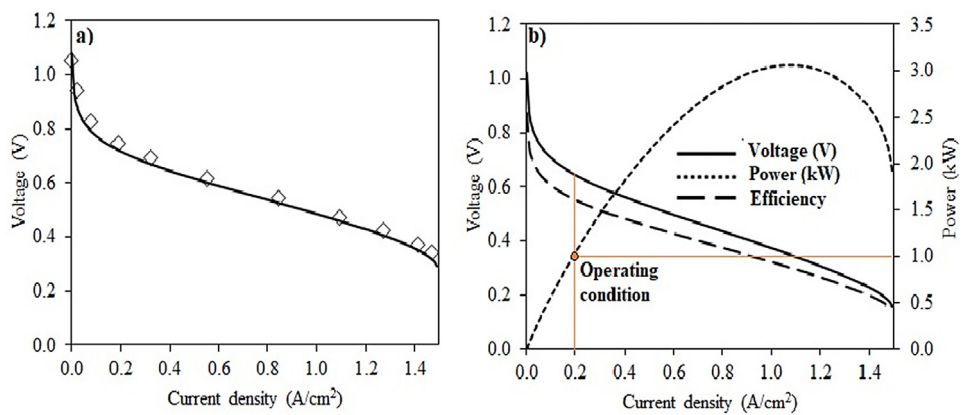 a)
1.2
1.0
0.8
0.6
0.4
0.2
0.0
Voltage (V)
0.0 0.2 0.4 0.6 0.8 1.0 1.2 1.4
Current density (A/cm²)
b)
1.2
1.0
0.8
0.6
0.4
0.2
0.0
Voltage (V)
Voltage (V)
Power (kW)
Efficiency
Operating
condition
3.5
3.0
2.5
2.0
1.5
1.0
0.5
0.0
Power (kW)
0.0 0.2 0.4 0.6 0.8 1.0 1.2 1.4
Current density (A/cm²)